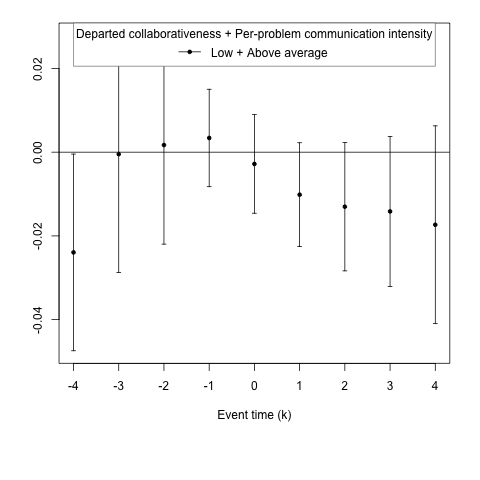 Departed collaborativeness + Per-problem communication intensity
Low + Above average
0.02
0.00
-0.02
-0.04
-4 -3 -2 -1 0 1 2 3 4
Event time (k)